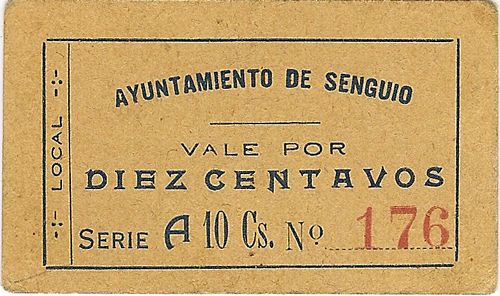 AYUNTAMIENTO DE SENGUIO
VALE POR
DIEZ CENTAVOS
SERIE A 10 Cs. No. 176
LOCAL